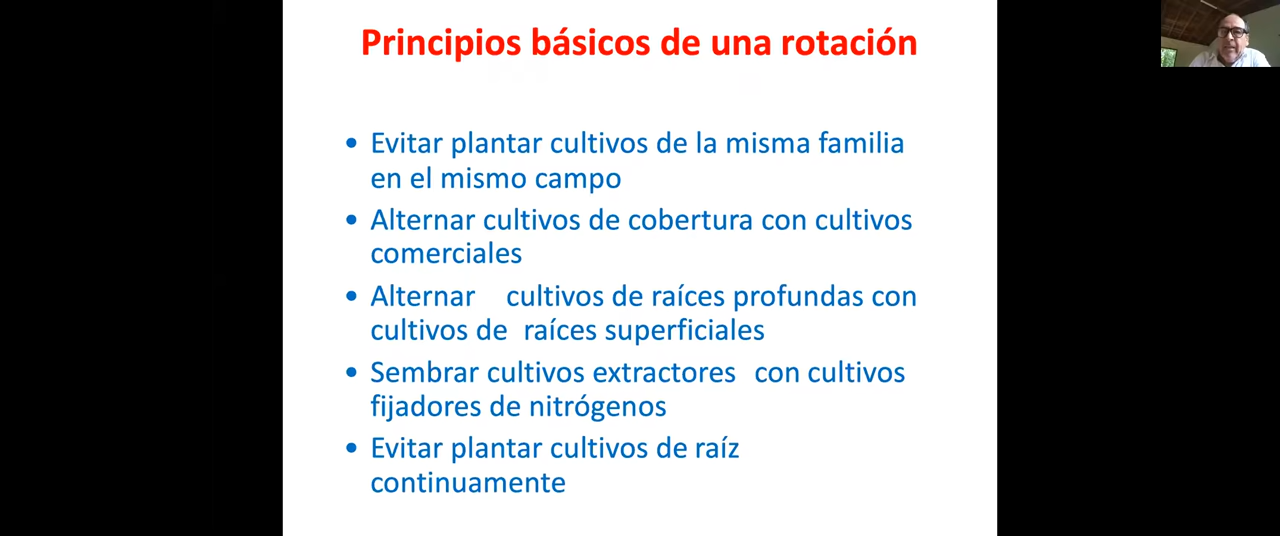 Principios básicos de una rotación
• Evitar plantar cultivos de la misma familia
en el mismo campo
• Alternar cultivos de cobertura con cultivos
comerciales
• Alternar cultivos de raíces profundas con
cultivos de raíces superficiales
• Sembrar cultivos extractores con cultivos
fijadores de nitrógenos
• Evitar plantar cultivos de raíz
continuamente